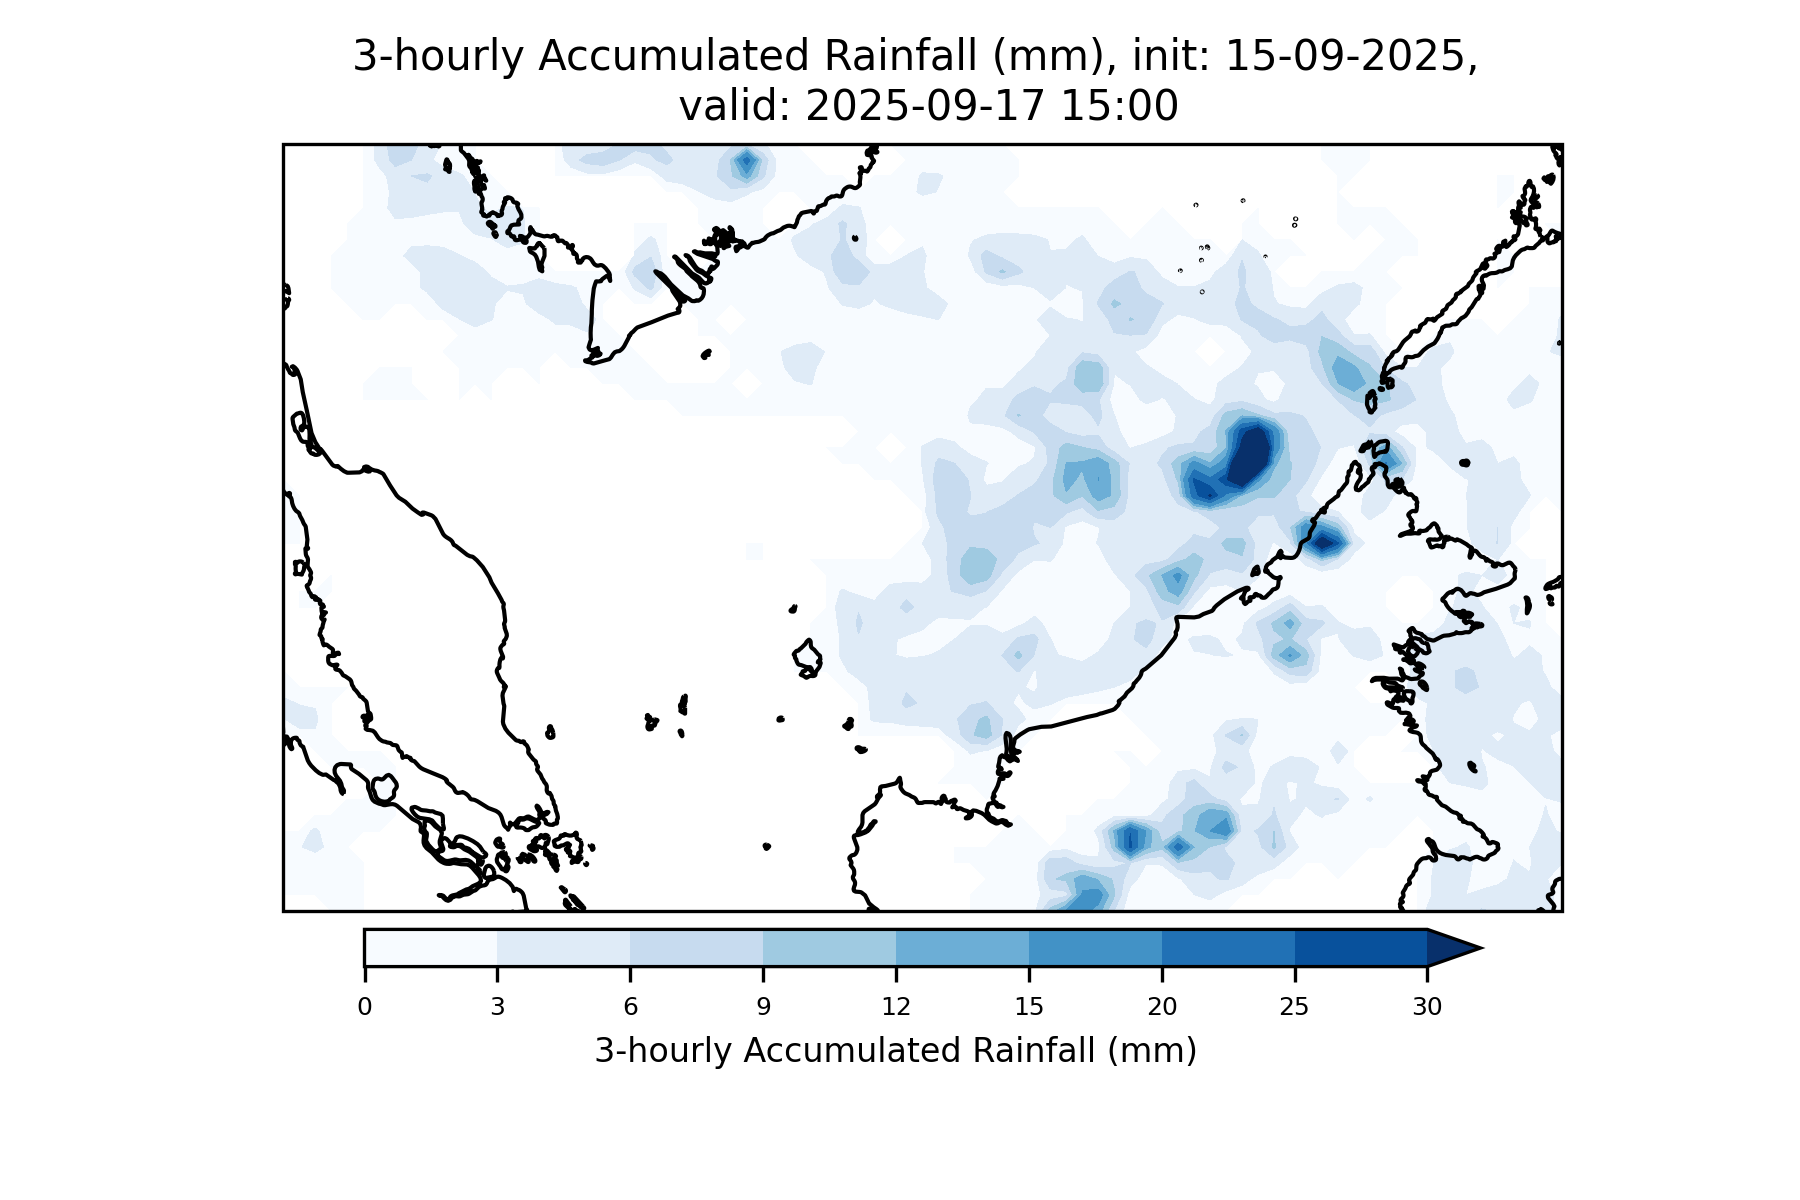 3-hourly Accumulated Rainfall (mm), init: 15-09-2025,
valid: 2025-09-17 15:00
0 3 6 9 12 15 20 25 30
3-hourly Accumulated Rainfall (mm)